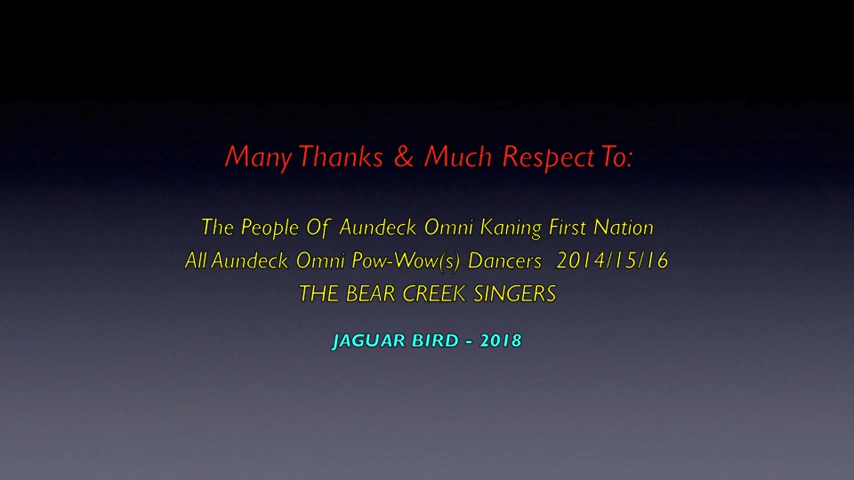 Many Thanks & Much Respect To:
The People Of Aundeck Omni Kaning First Nation
All Aundeck Omni Pow-Wow(s) Dancers 2014/15/16
THE BEAR CREEK SINGERS
JAGUAR BIRD - 2018